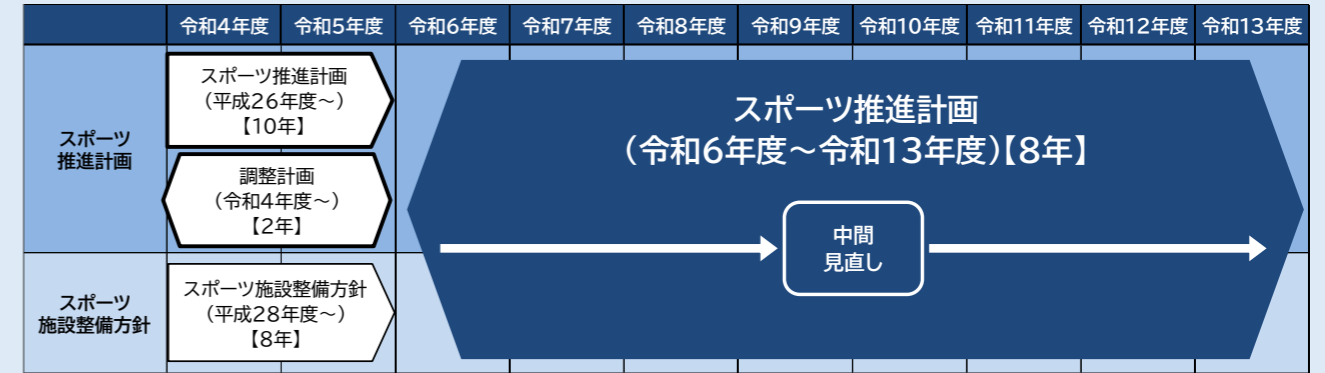 令和4年度 令和5年度 令和6年度 令和7年度 令和8年度 令和9年度 令和10年度 令和11年度 令和12年度 令和13年度
スポーツ
推進計画
スポーツ推進計画
（平成26年度～）
【10年】
調整計画
（令和4年度～）
【2年】
スポーツ推進計画
（令和6年度～令和13年度）【8年】
中間
見直し
スポーツ
施設整備方針
スポーツ施設整備方針
（平成28年度～）
【8年】